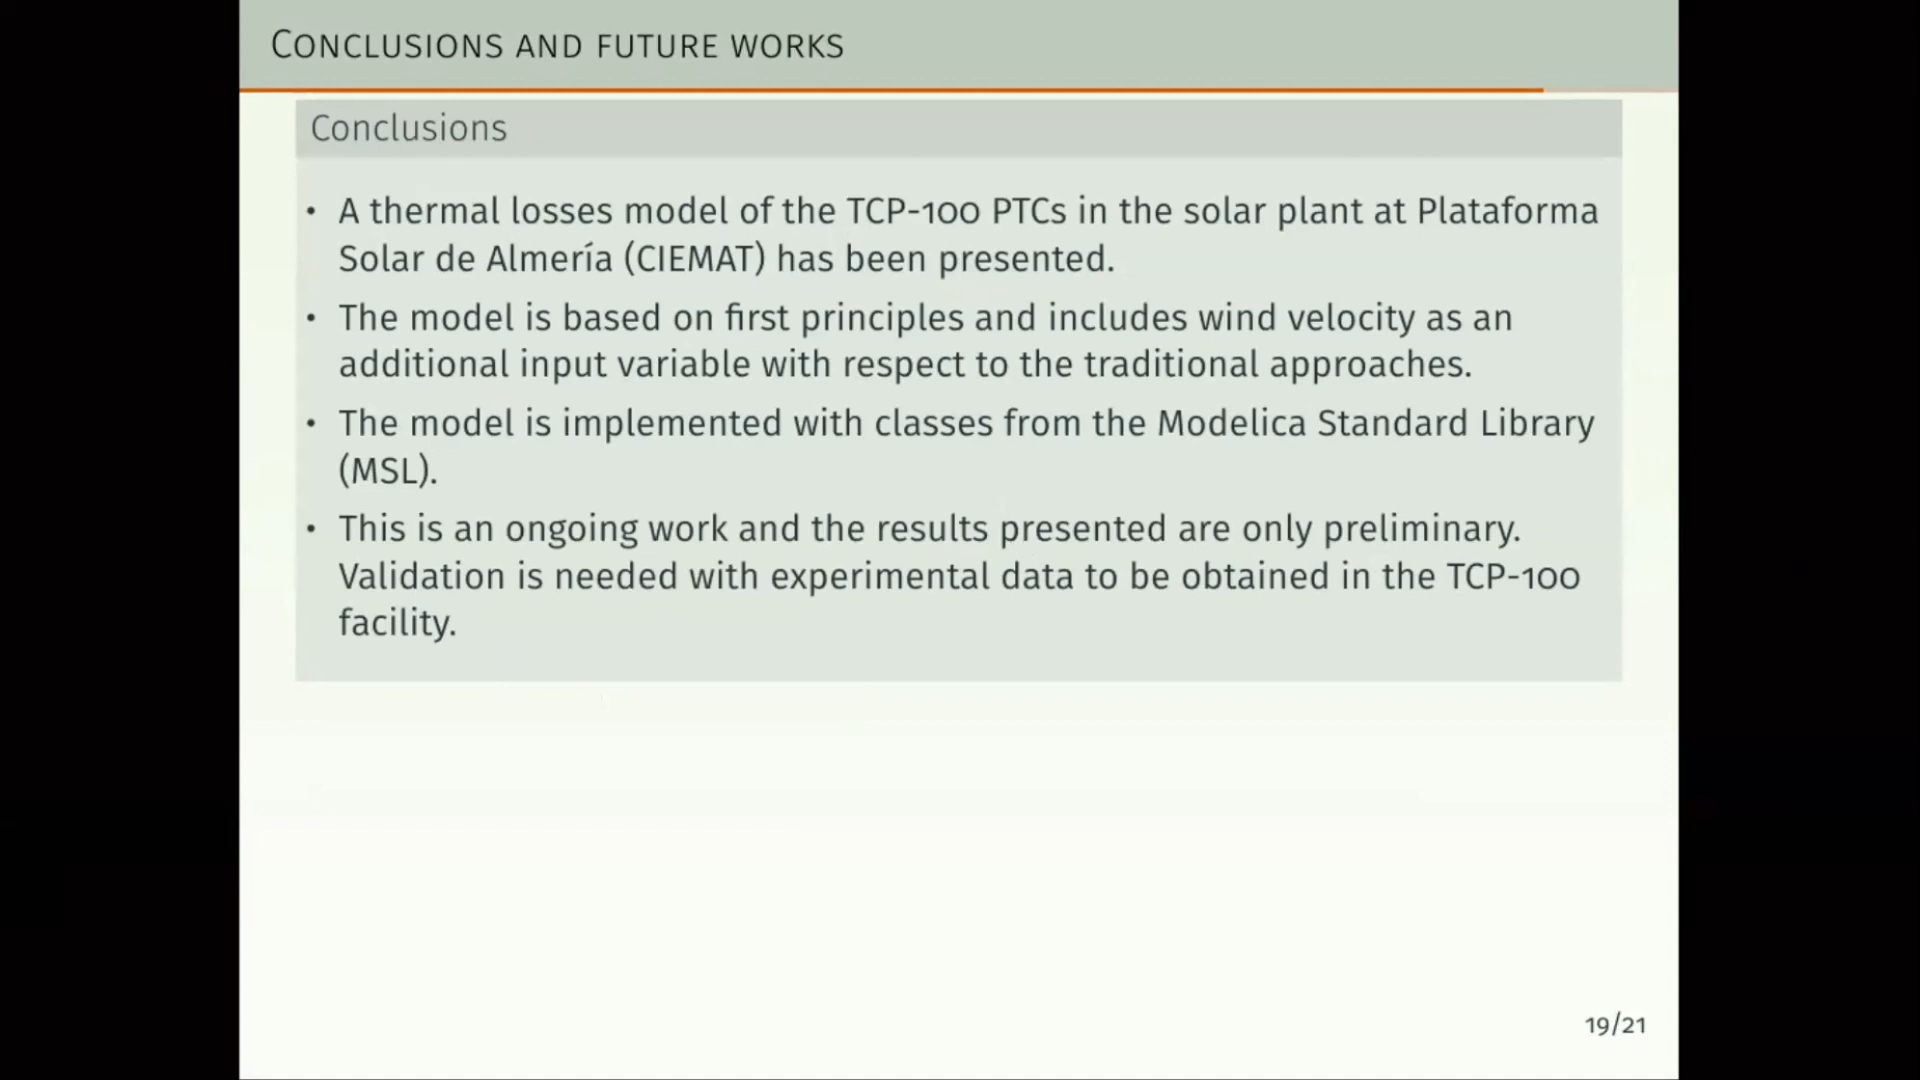 CONCLUSIONS AND FUTURE WORKS
Conclusions
• A thermal losses model of the TCP-100 PTCs in the solar plant at Plataforma
Solar de Almería (CIEMAT) has been presented.
• The model is based on first principles and includes wind velocity as an
additional input variable with respect to the traditional approaches.
• The model is implemented with classes from the Modelica Standard Library
(MSL).
• This is an ongoing work and the results presented are only preliminary.
Validation is needed with experimental data to be obtained in the TCP-100
facility.
19/21